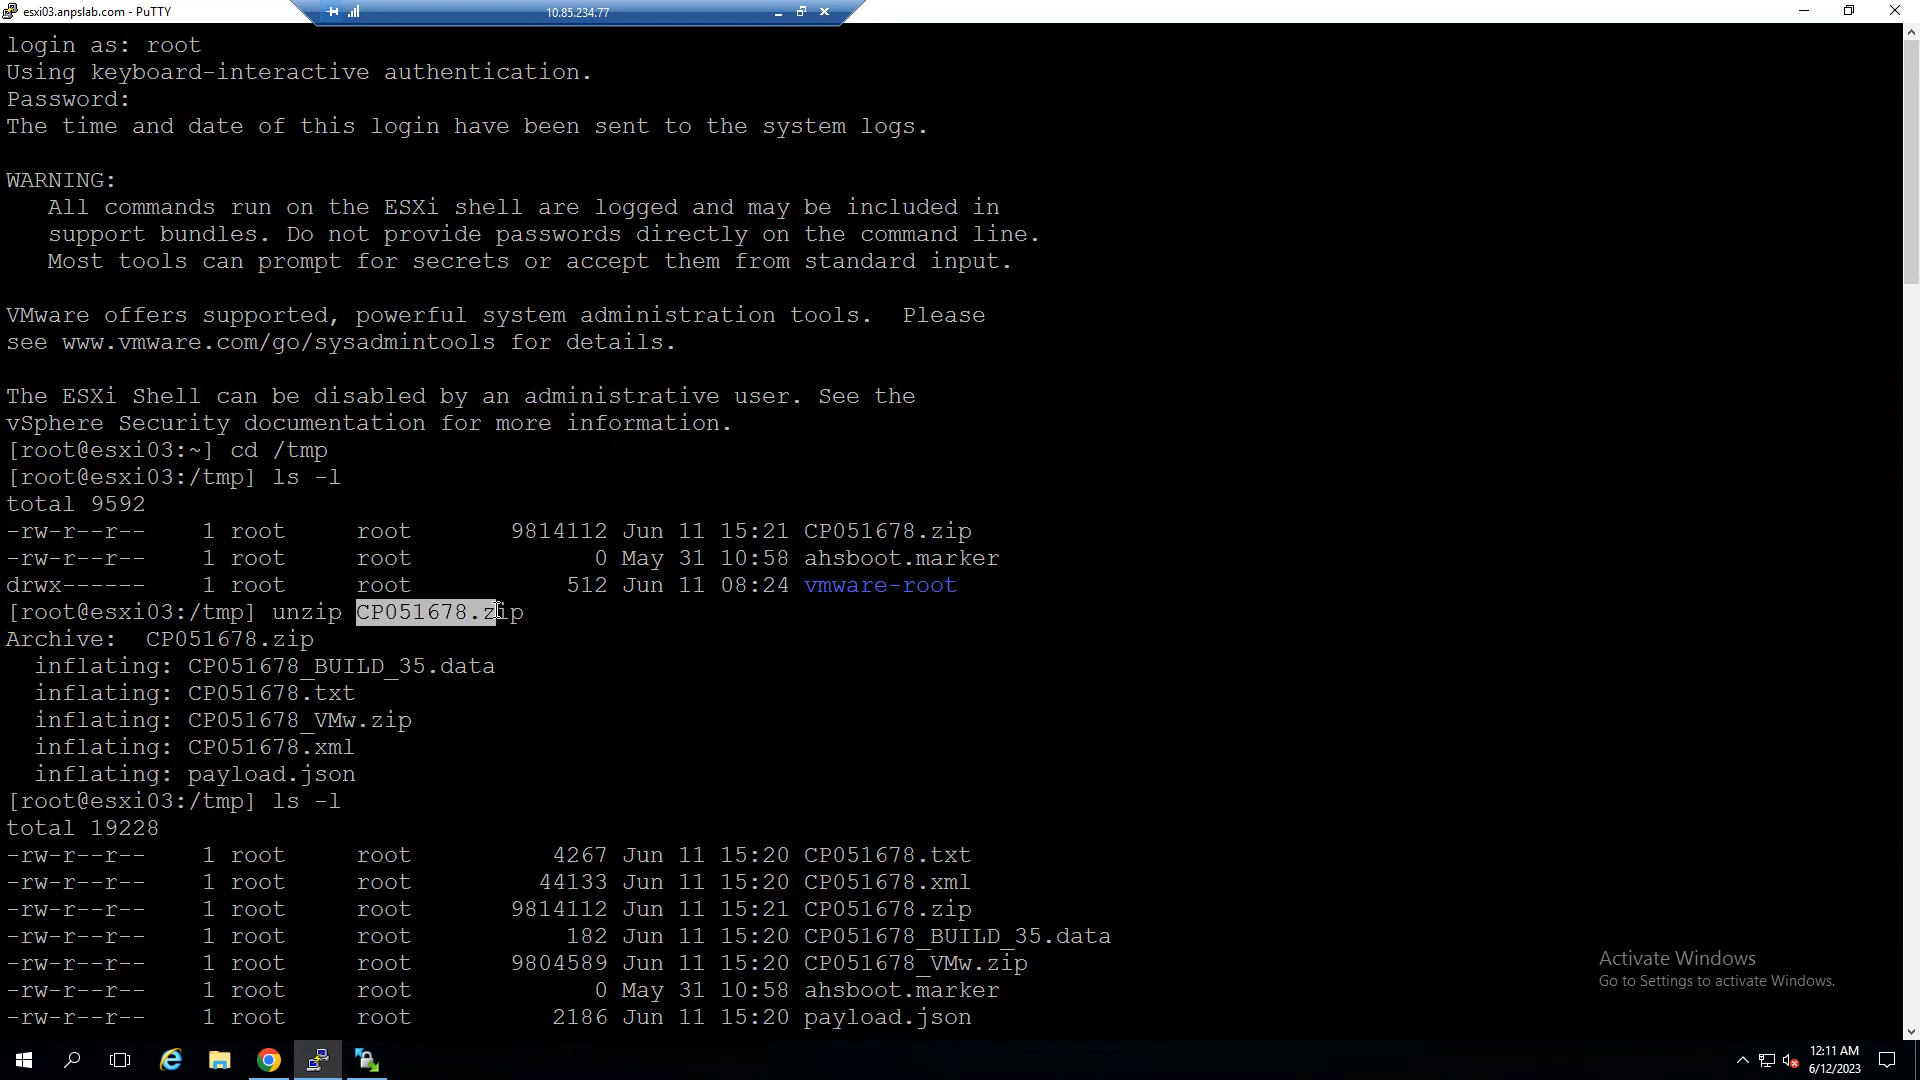 esxi03.anpslab.com - PuTTY
10.85.234.77
login as: root
Using keyboard-interactive authentication.
Password:
The time and date of this login have been sent to the system logs.
WARNING:
   All commands run on the ESXi shell are logged and may be included in
   support bundles. Do not provide passwords directly on the command line.
   Most tools can prompt for secrets or accept them from standard input.
VMware offers supported, powerful system administration tools.  Please
see www.vmware.com/go/sysadmintools for details.
The ESXi Shell can be disabled by an administrative user. See the
vSphere Security documentation for more information.
[root@esxi03:~] cd /tmp
[root@esxi03:/tmp] ls -l
total 9592
-rw-r--r--    1 root     root       9814112 Jun 11 15:21 CP051678.zip
-rw-r--r--    1 root     root             0 May 31 10:58 ahsboot.marker
drwx------    1 root     root           512 Jun 11 08:24 vmware-root
[root@esxi03:/tmp] unzip CP051678.zip
Archive:  CP051678.zip
  inflating: CP051678_BUILD_35.data
  inflating: CP051678.txt
  inflating: CP051678_VMw.zip
  inflating: CP051678.xml
  inflating: payload.json
[root@esxi03:/tmp] ls -l
total 19228
-rw-r--r--    1 root     root          4267 Jun 11 15:20 CP051678.txt
-rw-r--r--    1 root     root         44133 Jun 11 15:20 CP051678.xml
-rw-r--r--    1 root     root       9814112 Jun 11 15:21 CP051678.zip
-rw-r--r--    1 root     root           182 Jun 11 15:20 CP051678_BUILD_35.data
-rw-r--r--    1 root     root       9804589 Jun 11 15:20 CP051678_VMw.zip
-rw-r--r--    1 root     root             0 May 31 10:58 ahsboot.marker
-rw-r--r--    1 root     root          2186 Jun 11 15:20 payload.json
Activate Windows
Go to Settings to activate Windows.
12:11 AM
6/12/2023